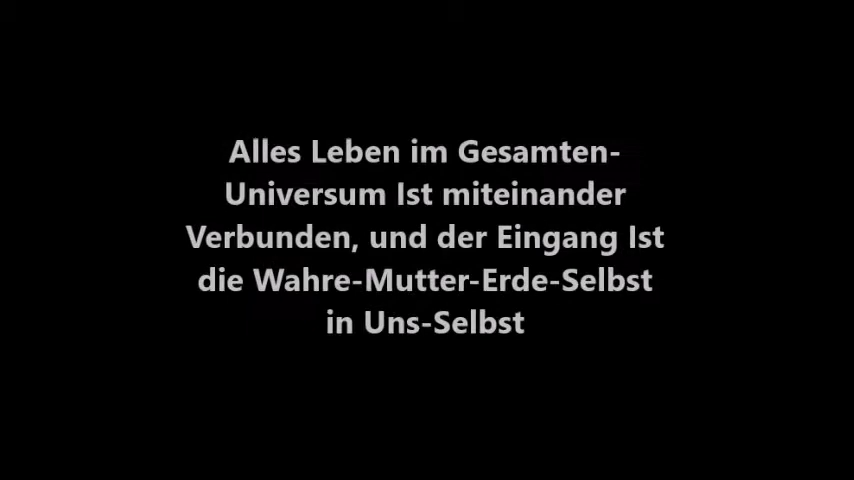 Alles Leben im Gesamten-
Universum Ist miteinander
Verbunden, und der Eingang Ist
die Wahre-Mutter-Erde-Selbst
in Uns-Selbst